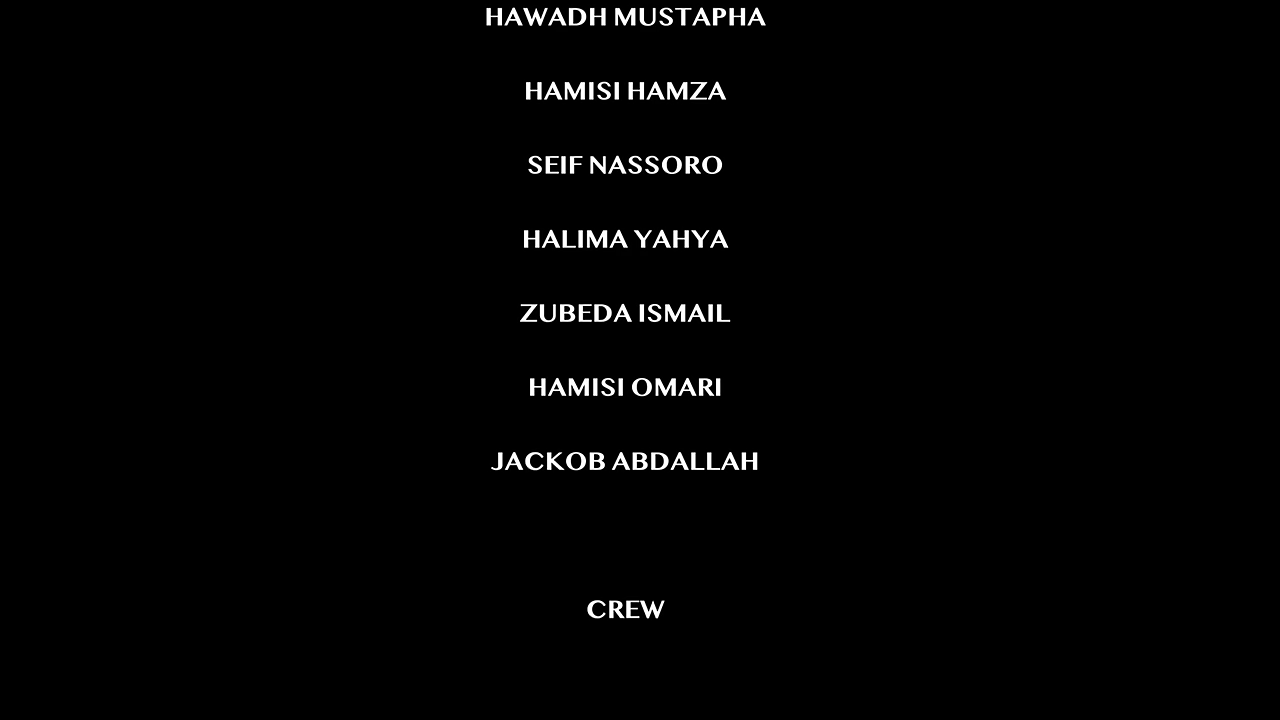 HAWADH MUSTAPHA
HAMISI HAMZA
SEIF NASSORO
HALIMA YAHYA
ZUBEDA ISMAIL
HAMISI OMARI
JACKOB ABDALLAH
CREW